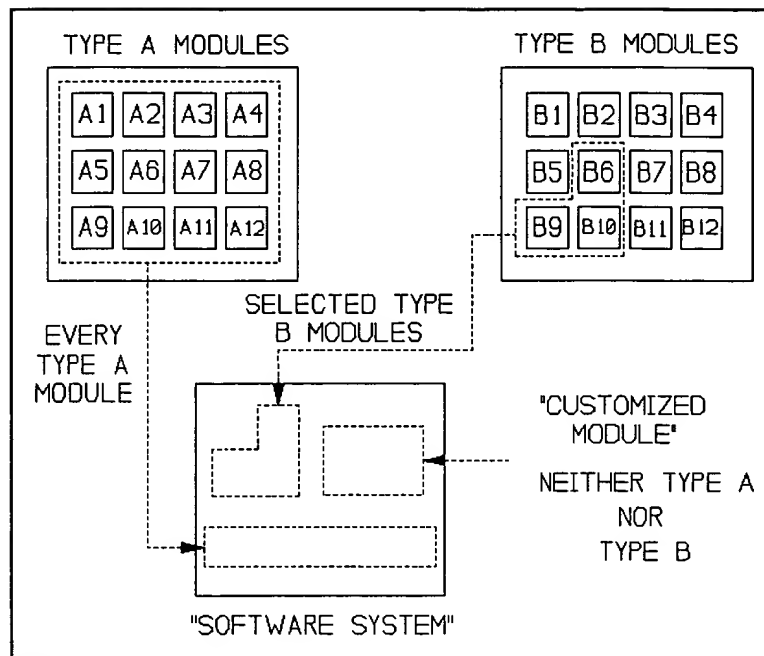 TYPE A MODULES
A1 A2 A3 A4
A5 A6 A7 A8
A9 A10 A11 A12
TYPE B MODULES
B1 B2 B3 B4
B5 B6 B7 B8
B9 B10 B11 B12
EVERY
TYPE A
MODULE
SELECTED TYPE
B MODULES
"CUSTOMIZED
MODULE"
NEITHER TYPE A
NOR
TYPE B
"SOFTWARE SYSTEM"